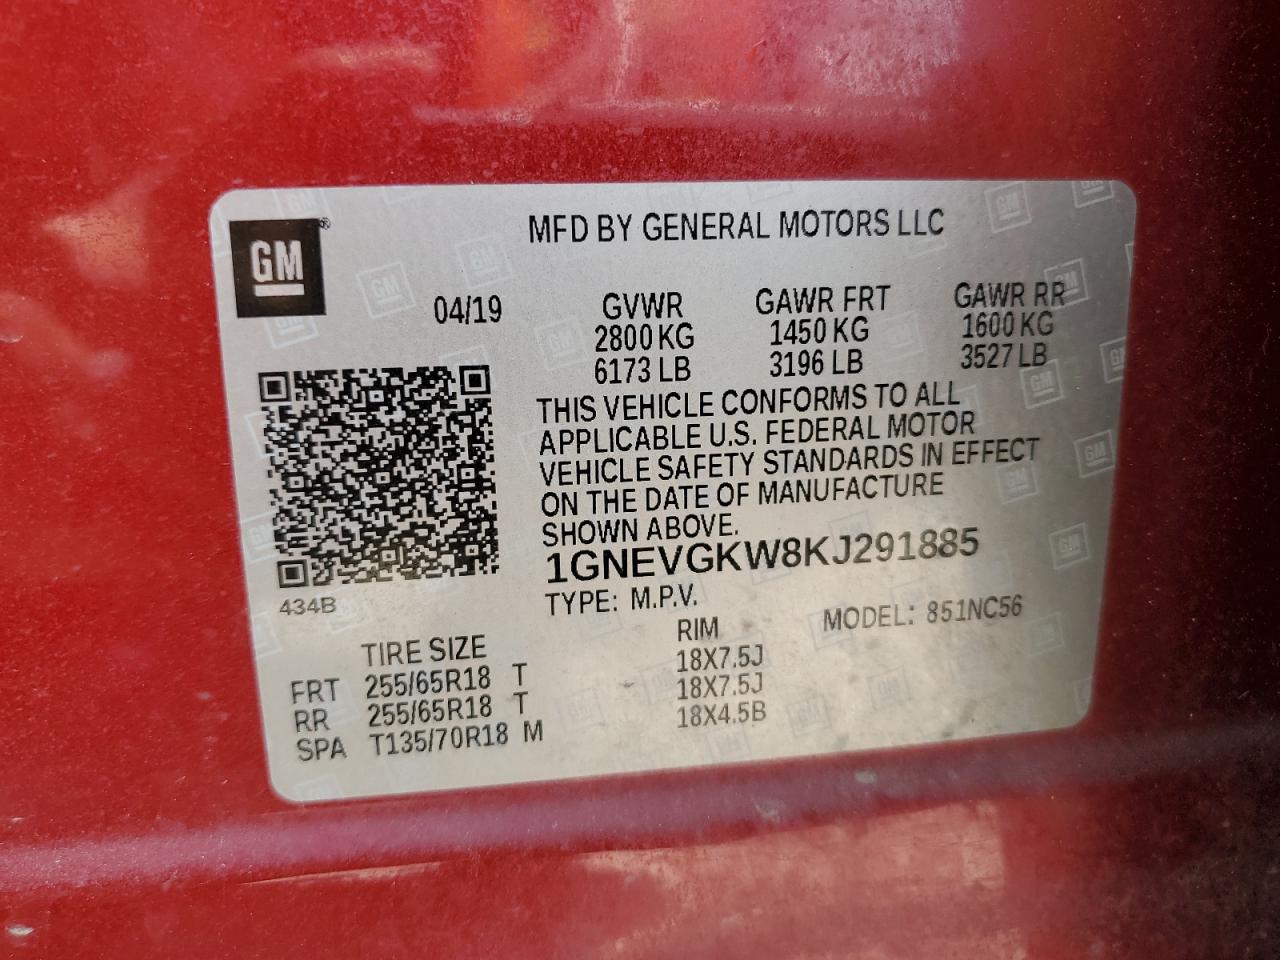 GM®
MFD BY GENERAL MOTORS LLC
04/19 GVWR GAWR FRT GAWR RR
2800 KG 1450 KG 1600 KG
6173 LB 3196 LB 3527 LB
THIS VEHICLE CONFORMS TO ALL
APPLICABLE U.S. FEDERAL MOTOR
VEHICLE SAFETY STANDARDS IN EFFECT
ON THE DATE OF MANUFACTURE
SHOWN ABOVE.
1GNEVGKW8KJ291885
434B
TYPE: M.P.V. MODEL: 851NC56
TIRE SIZE RIM
FRT 255/65R18 T 18X7.5J
RR 255/65R18 T 18X7.5J
SPA T135/70R18 M 18X4.5B